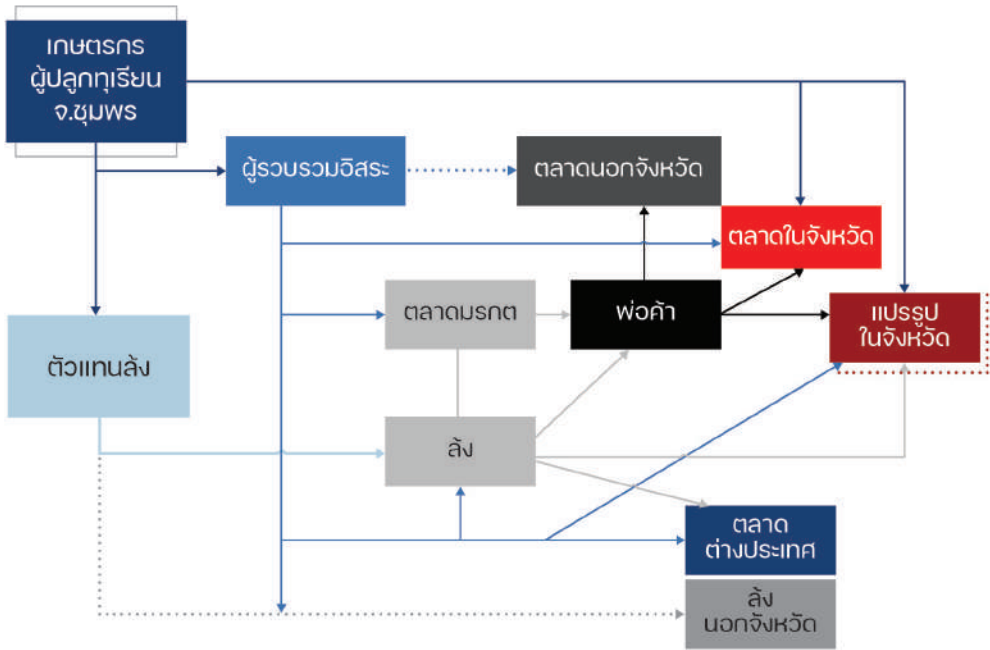 เกษตรกร
ผู้ปลูกทุเรียน
จ.ชุมพร
ผู้รวบรวมอิสระ
ตลาดนอกจังหวัด
ตลาดในจังหวัด
ตลาดมรกต
พ่อค้า
แปรรูป
ในจังหวัด
ตัวแทนล้ง
ล้ง
ตลาด
ต่างประเทศ
ล้ง
นอกจังหวัด